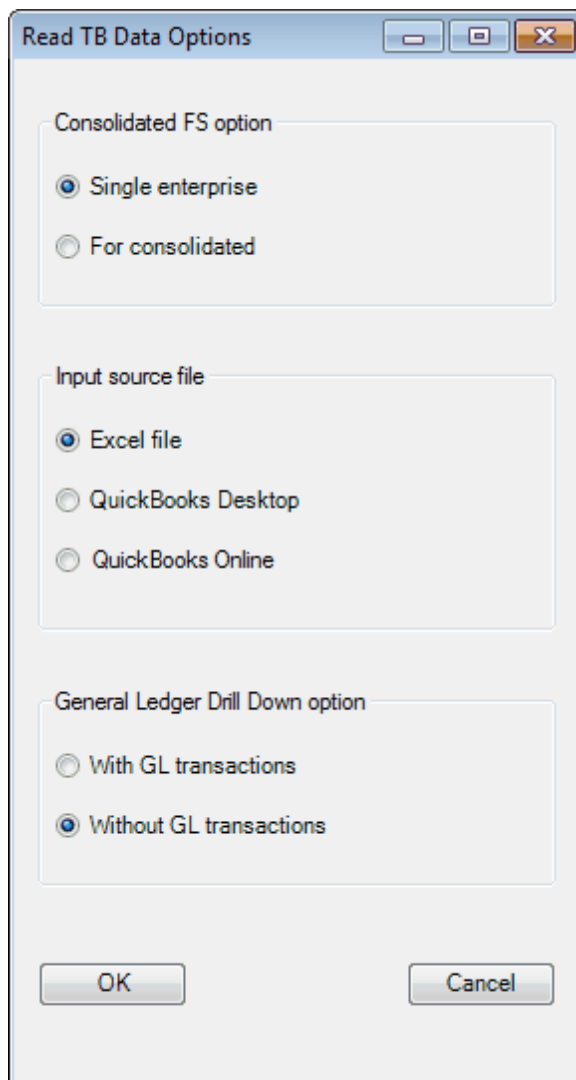 Read TB Data Options
Consolidated FS option
Single enterprise
For consolidated
Input source file
Excel file
QuickBooks Desktop
QuickBooks Online
General Ledger Drill Down option
With GL transactions
Without GL transactions
OK Cancel